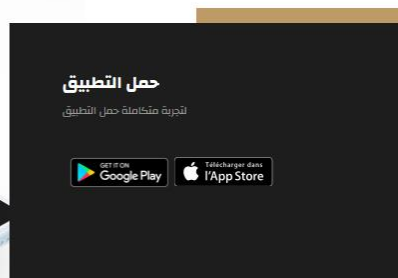 حمل التطبيق
لتجربة متكاملة حمل التطبيق
GET IT ON
Google Play
Télécharger dans
l'App Store